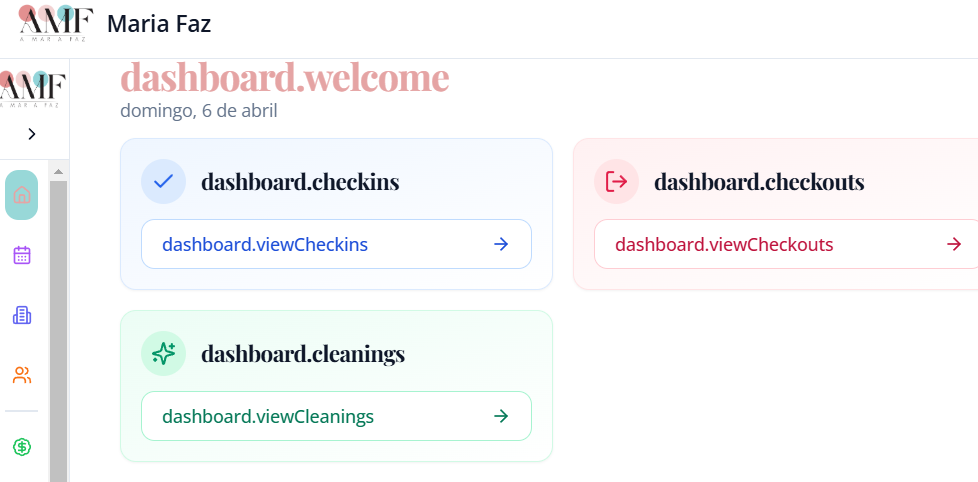 AMF
A MARIA FAZ
Maria Faz
AMF
A MARIA FAZ
dashboard.welcome
domingo, 6 de abril
dashboard.checkins
dashboard.checkouts
dashboard.viewCheckins
dashboard.viewCheckouts
dashboard.cleanings
dashboard.viewCleanings